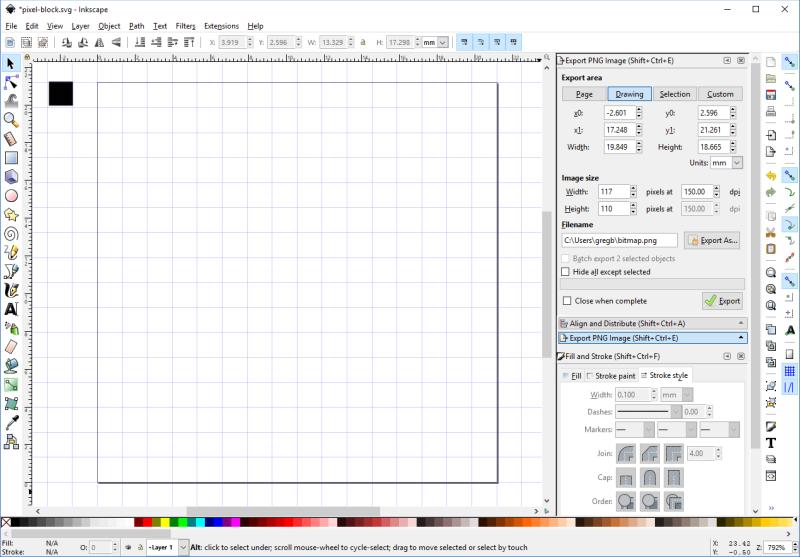 *pixel-block.svg - Inkscape
File Edit View Layer Object Path Text Filters Extensions Help
X: 3.919 Y: 2.596 W: 13.329 H: 17.298 mm
Export PNG Image (Shift+Ctrl+E)
Export area
Page Drawing Selection Custom
x0: -2.601 y0: 2.596
x1: 17.248 y1: 21.261
Width: 19.849 Height: 18.665
Units: mm
Image size
Width: 117 pixels at 150.00 dpi
Height: 110 pixels at 150.00 dpi
Filename
C:\Users\gregb\bitmap.png Export As...
Batch export 2 selected objects
Hide all except selected
Close when complete Export
Align and Distribute (Shift+Ctrl+A)
Export PNG Image (Shift+Ctrl+E)
Fill and Stroke (Shift+Ctrl+F)
Fill Stroke paint Stroke style
Width: 0.100 mm
Dashes: 0.00
Markers:
Join: 4.00
Cap:
Order:
Fill: N/A
Stroke: N/A
O: 0
-Layer 1
Alt: click to select under; scroll mouse-wheel to cycle-select; drag to move selected or select by touch
X: 23.42
Y: -0.50
Z: 792%